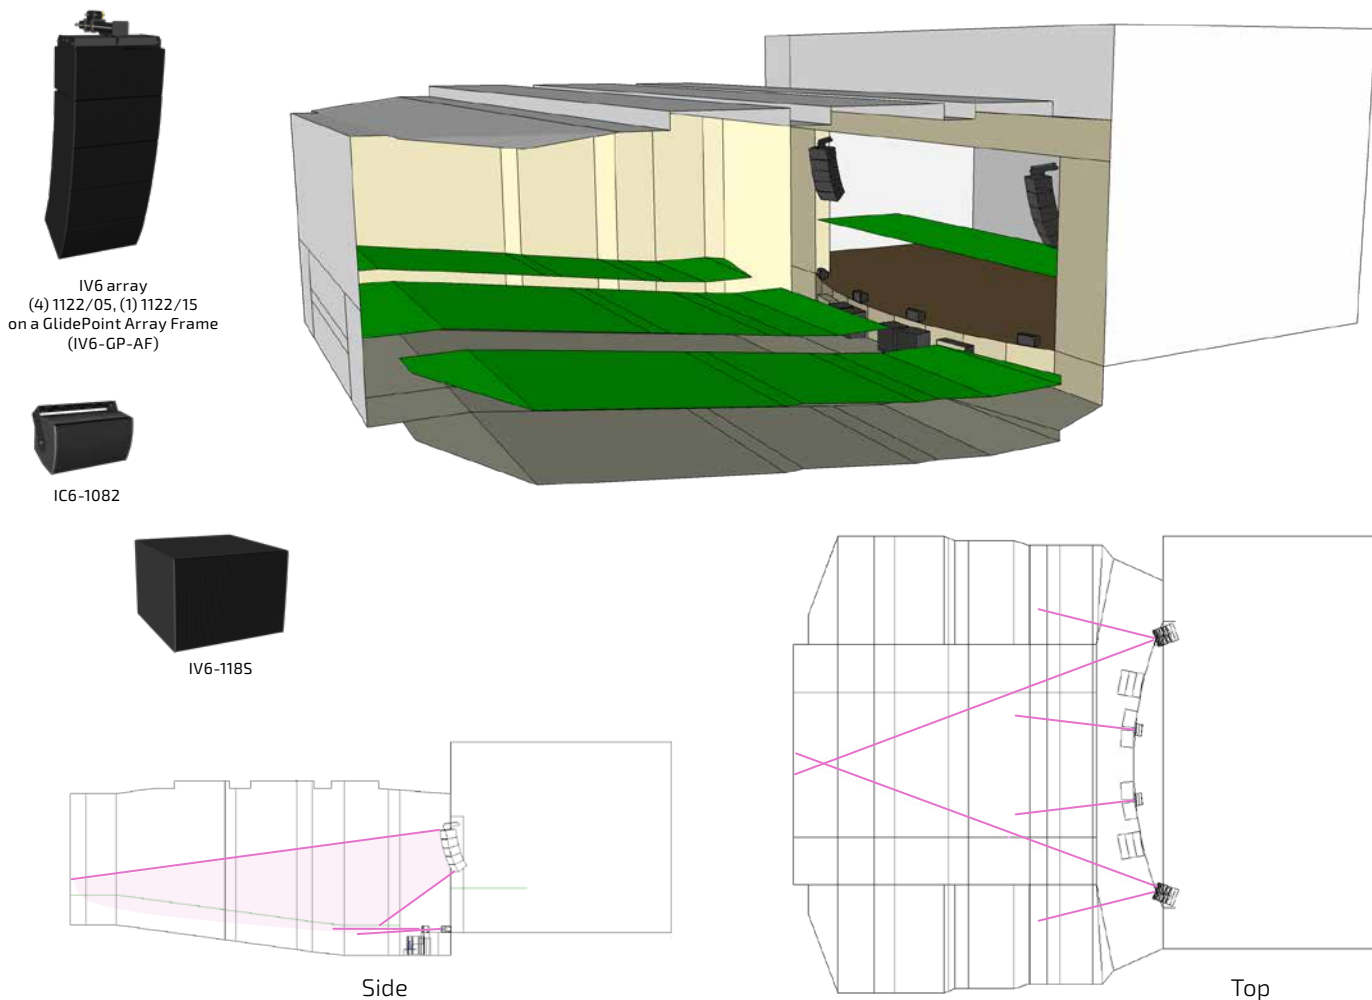 IV6 array
(4) 1122/05, (1) 1122/15
on a GlidePoint Array Frame
(IV6-GP-AF)
IC6-1082
IV6-118S
Side
Top